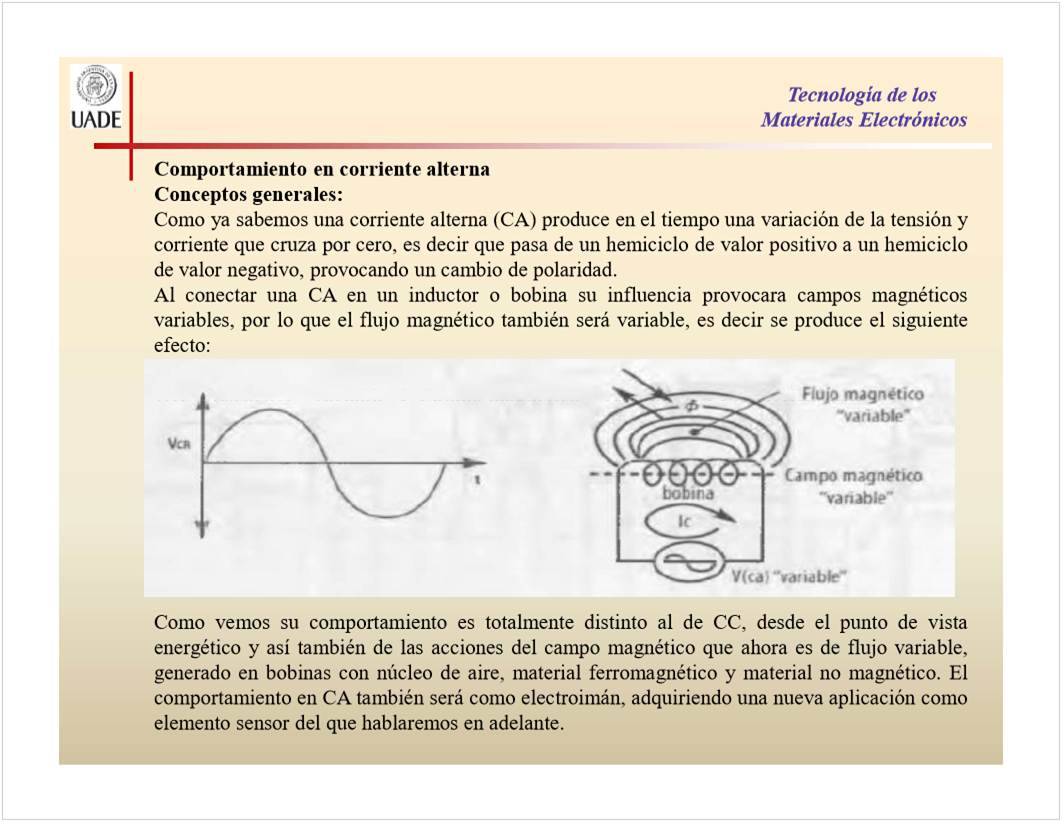 UADE
Tecnología de los
Materiales Electrónicos
Comportamiento en corriente alterna
Conceptos generales:
Como ya sabemos una corriente alterna (CA) produce en el tiempo una variación de la tensión y
corriente que cruza por cero, es decir que pasa de un hemiciclo de valor positivo a un hemiciclo
de valor negativo, provocando un cambio de polaridad.
Al conectar una CA en un inductor o bobina su influencia provocara campos magnéticos
variables, por lo que el flujo magnético también será variable, es decir se produce el siguiente
efecto:
VCA
t
Φ
Flujo magnético
"variable"
Campo magnético
"variable"
bobina
Ic
V(ca) "variable"
Como vemos su comportamiento es totalmente distinto al de CC, desde el punto de vista
energético y así también de las acciones del campo magnético que ahora es de flujo variable,
generado en bobinas con núcleo de aire, material ferromagnético y material no magnético. El
comportamiento en CA también será como electroimán, adquiriendo una nueva aplicación como
elemento sensor del que hablaremos en adelante.